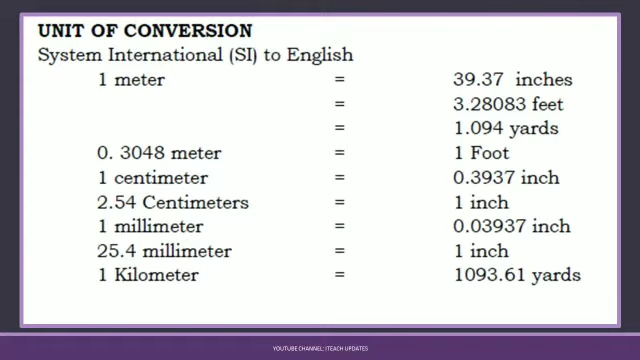 UNIT OF CONVERSION
System International (SI) to English
1 meter = 39.37 inches
= 3.28083 feet
= 1.094 yards
0. 3048 meter = 1 Foot
1 centimeter = 0.3937 inch
2.54 Centimeters = 1 inch
1 millimeter = 0.03937 inch
25.4 millimeter = 1 inch
1 Kilometer = 1093.61 yards
YOUTUBE CHANNEL: ITEACH UPDATES